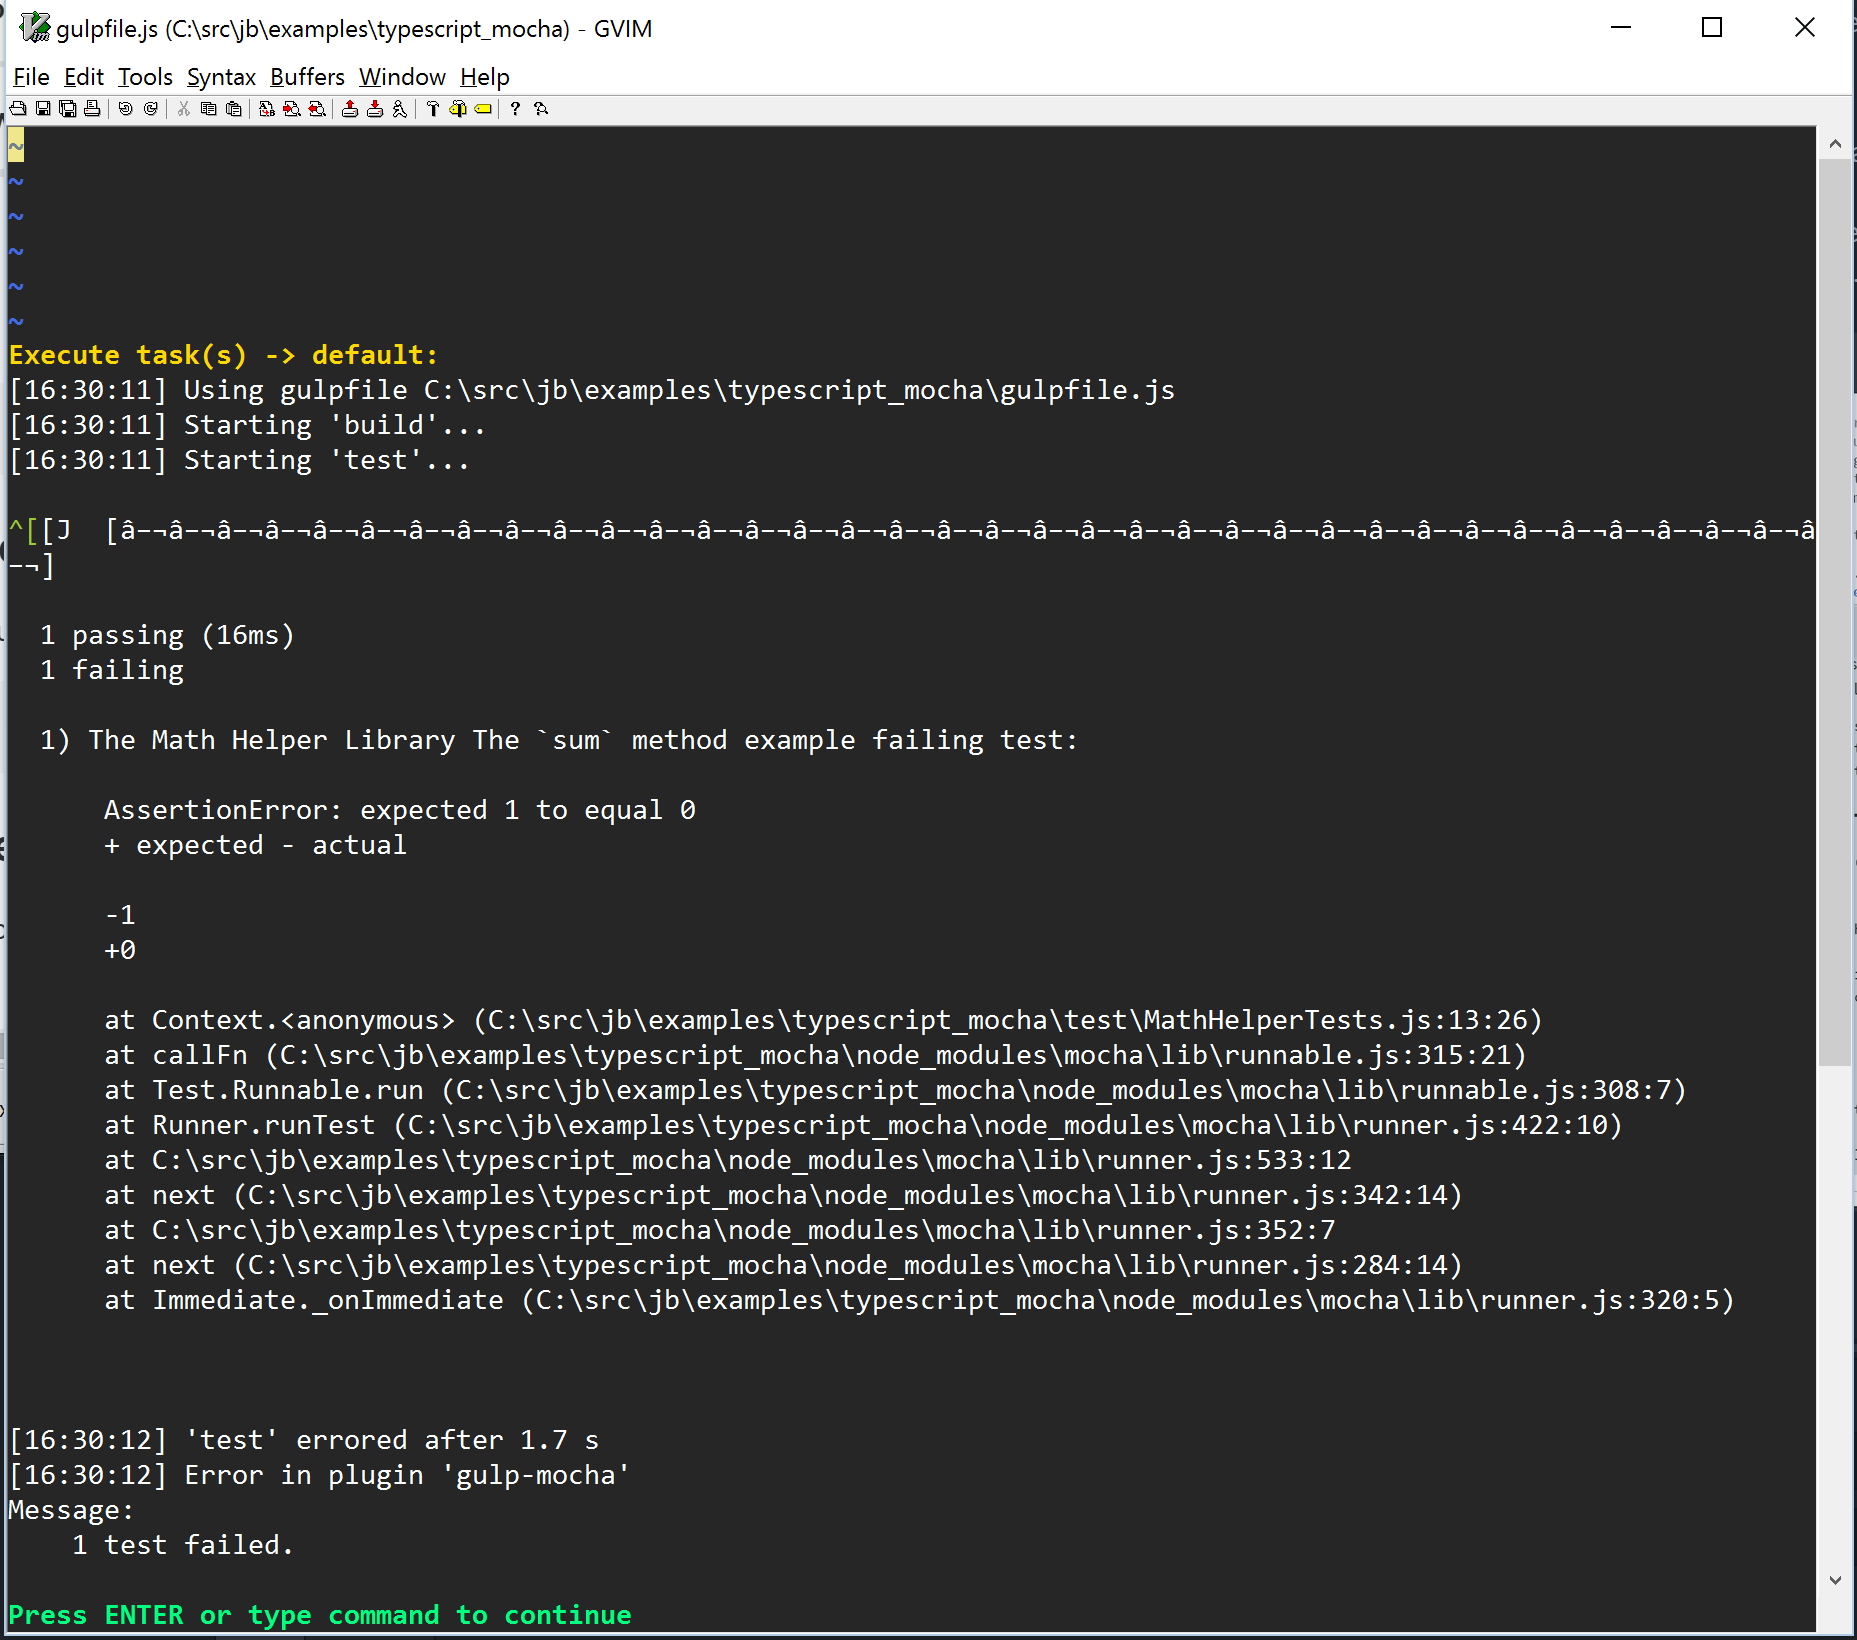 gulpfile.js (C:\src\jb\examples\typescript_mocha) - GVIM
File Edit Tools Syntax Buffers Window Help
~
~
~
~
~
~
Execute task(s) -> default:
[16:30:11] Using gulpfile C:\src\jb\examples\typescript_mocha\gulpfile.js
[16:30:11] Starting 'build'...
[16:30:11] Starting 'test'...
^[[J  [â–¬â–¬â–¬â–¬â–¬â–¬â–¬â–¬â–¬â–¬â–¬â–¬â–¬â–¬â–¬â–¬â–¬â–¬â–¬â–¬â–¬â–¬â–¬â–¬â–¬â–¬â–¬â–¬â–¬â–¬â–¬â–¬â–¬â–¬â–¬â
–¬]
1 passing (16ms)
1 failing
1) The Math Helper Library The `sum` method example failing test:
AssertionError: expected 1 to equal 0
+ expected - actual
-1
+0
at Context.<anonymous> (C:\src\jb\examples\typescript_mocha\test\MathHelperTests.js:13:26)
at callFn (C:\src\jb\examples\typescript_mocha\node_modules\mocha\lib\runnable.js:315:21)
at Test.Runnable.run (C:\src\jb\examples\typescript_mocha\node_modules\mocha\lib\runnable.js:308:7)
at Runner.runTest (C:\src\jb\examples\typescript_mocha\node_modules\mocha\lib\runner.js:422:10)
at C:\src\jb\examples\typescript_mocha\node_modules\mocha\lib\runner.js:533:12
at next (C:\src\jb\examples\typescript_mocha\node_modules\mocha\lib\runner.js:342:14)
at C:\src\jb\examples\typescript_mocha\node_modules\mocha\lib\runner.js:352:7
at next (C:\src\jb\examples\typescript_mocha\node_modules\mocha\lib\runner.js:284:14)
at Immediate._onImmediate (C:\src\jb\examples\typescript_mocha\node_modules\mocha\lib\runner.js:320:5)
[16:30:12] 'test' errored after 1.7 s
[16:30:12] Error in plugin 'gulp-mocha'
Message:
1 test failed.
Press ENTER or type command to continue